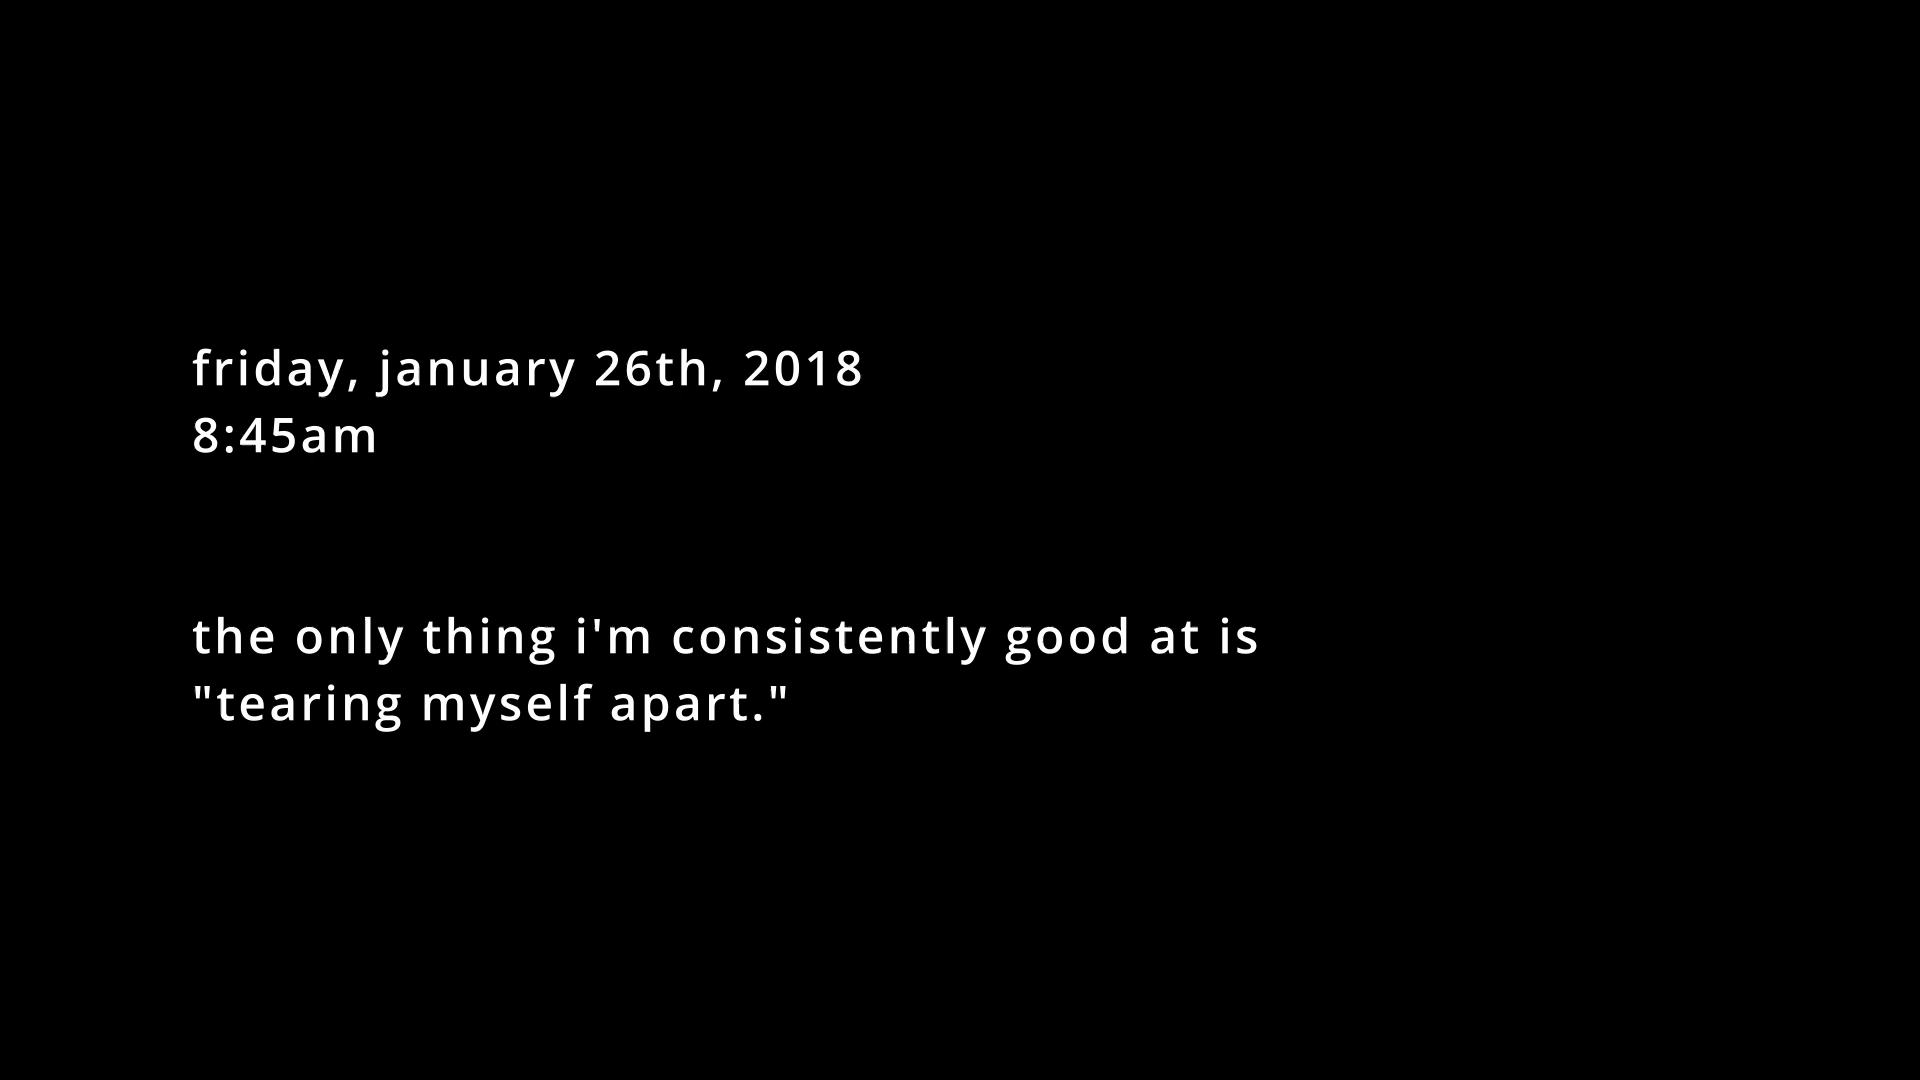 friday, january 26th, 2018
8:45am
the only thing i'm consistently good at is
"tearing myself apart."